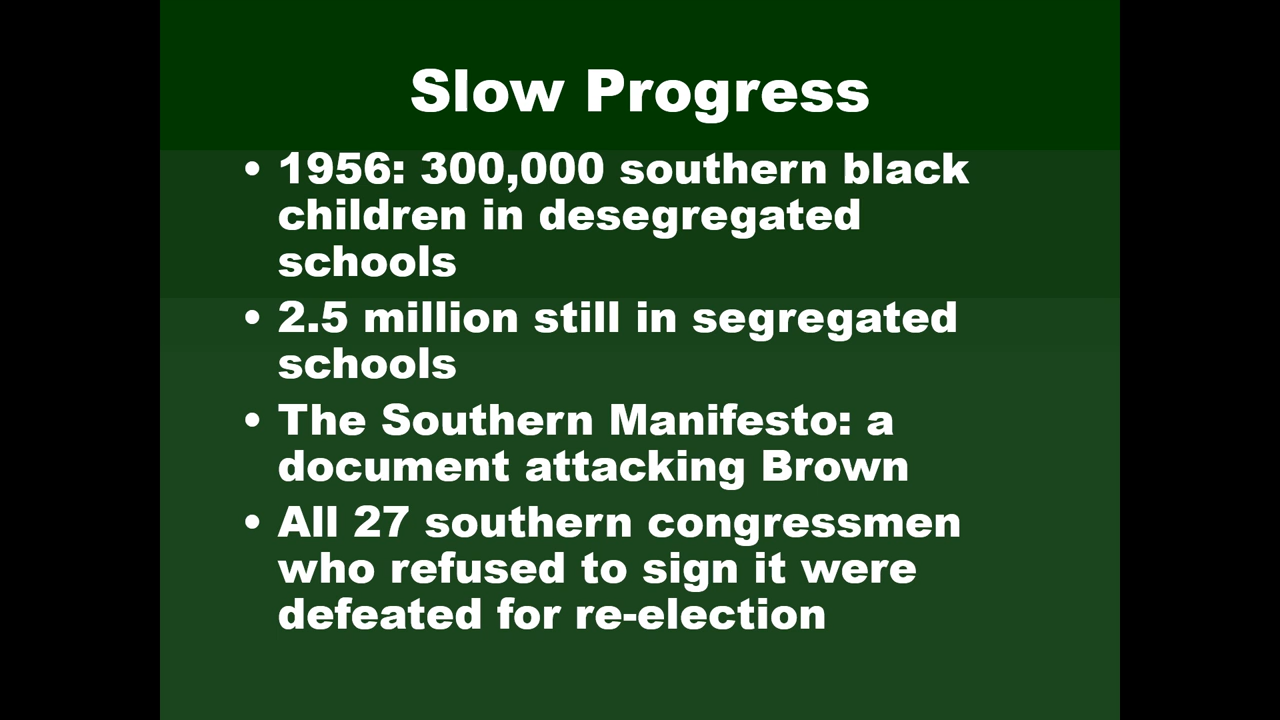 Slow Progress
• 1956: 300,000 southern black
children in desegregated
schools
• 2.5 million still in segregated
schools
• The Southern Manifesto: a
document attacking Brown
• All 27 southern congressmen
who refused to sign it were
defeated for re-election